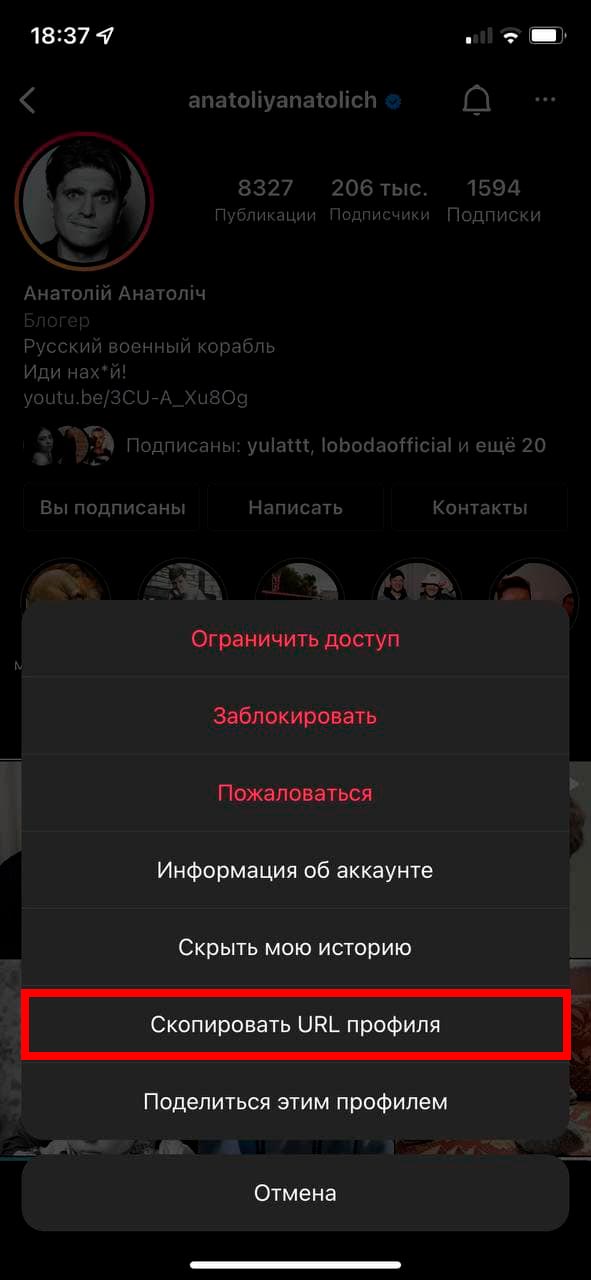 18:37
anatoliyanatolich
8327 206 тыс. 1594
Публикации Подписчики Подписки
Анатолій Анатоліч
Блогер
Русский военный корабль
Иди нах*й!
youtu.be/3CU-A_Xu8Og
Подписаны: yulattt, lobodaofficial и ещё 20
Вы подписаны Написать Контакты
Ограничить доступ
Заблокировать
Пожаловаться
Информация об аккаунте
Скрыть мою историю
Скопировать URL профиля
Поделиться этим профилем
Отмена